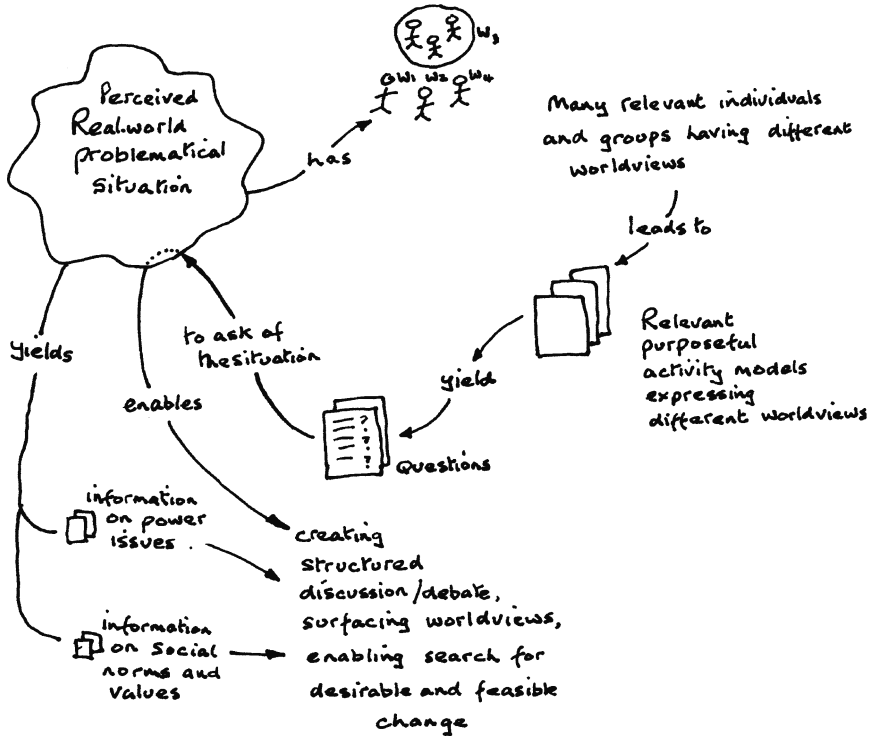 Perceived
Real-world
problematical
situation
has
W1 W2 W3 W4
Many relevant individuals
and groups having different
worldviews
leads to
Relevant
purposeful
activity models
expressing
different worldviews
yield
? ? ? ?
Questions
to ask of
the situation
yields
enables
information
on power
issues.
information
on social
norms and
values
creating
structured
discussion/debate,
surfacing worldviews,
enabling search for
desirable and feasible
change